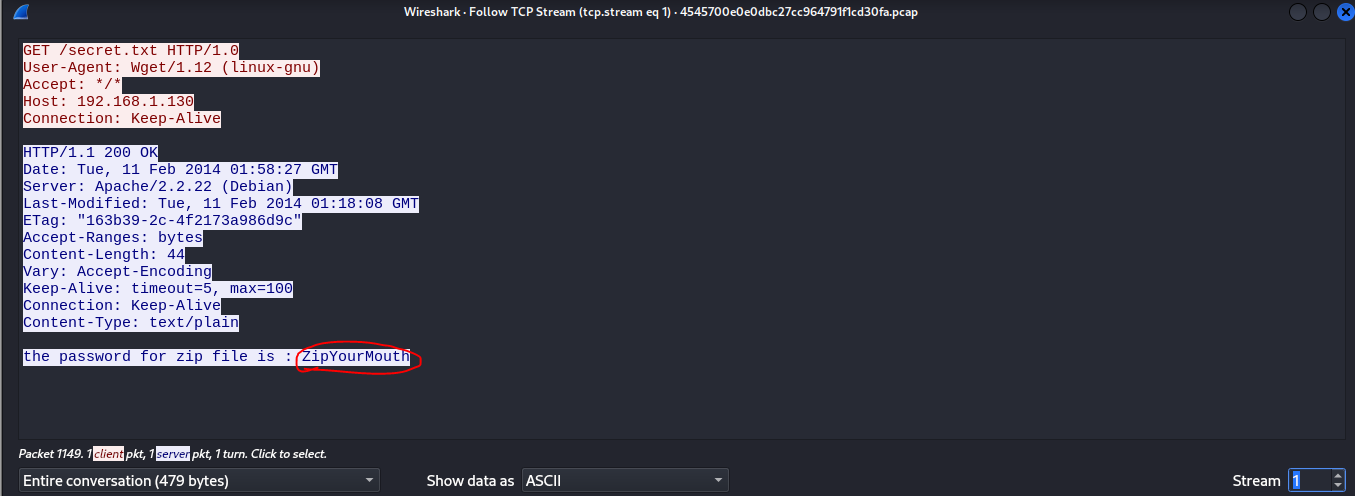 Wireshark · Follow TCP Stream (tcp.stream eq 1) · 4545700e0e0dbc27cc964791f1cd30fa.pcap
GET /secret.txt HTTP/1.0
User-Agent: Wget/1.12 (linux-gnu)
Accept: */*
Host: 192.168.1.130
Connection: Keep-Alive
HTTP/1.1 200 OK
Date: Tue, 11 Feb 2014 01:58:27 GMT
Server: Apache/2.2.22 (Debian)
Last-Modified: Tue, 11 Feb 2014 01:18:08 GMT
ETag: "163b39-2c-4f2173a986d9c"
Accept-Ranges: bytes
Content-Length: 44
Vary: Accept-Encoding
Keep-Alive: timeout=5, max=100
Connection: Keep-Alive
Content-Type: text/plain
the password for zip file is : ZipYourMouth
Packet 1149. 1 client pkt, 1 server pkt, 1 turn. Click to select.
Entire conversation (479 bytes) Show data as ASCII Stream 1